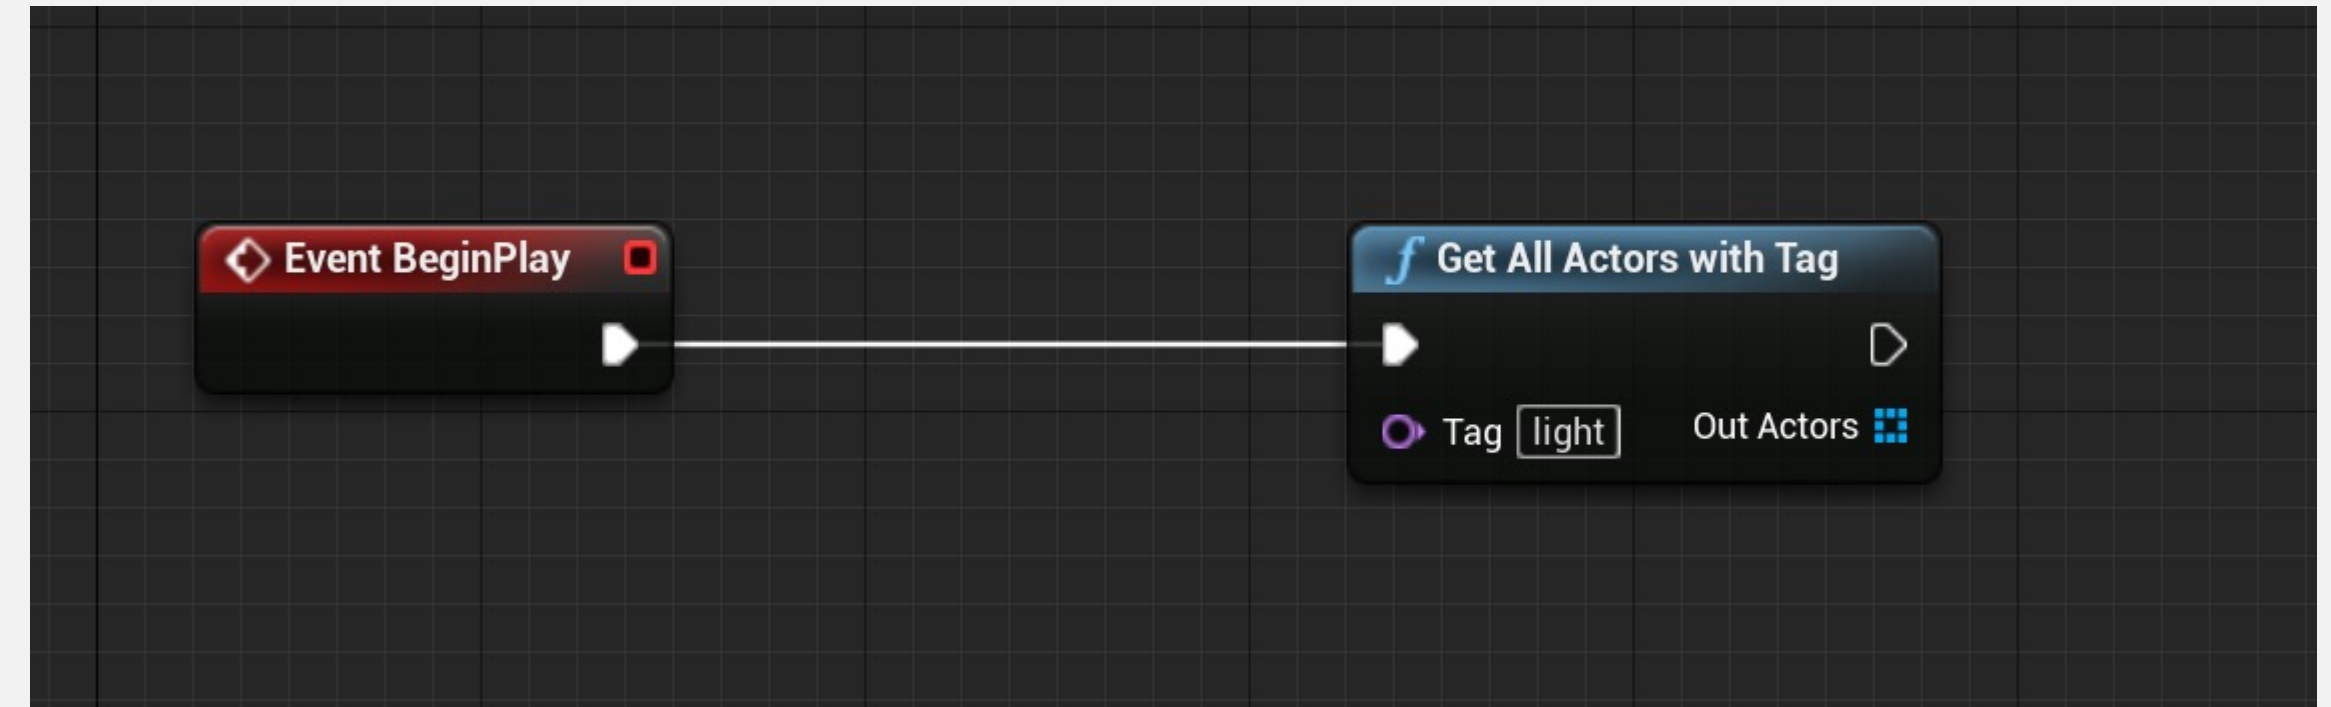 Event BeginPlay
f Get All Actors with Tag
Tag light Out Actors